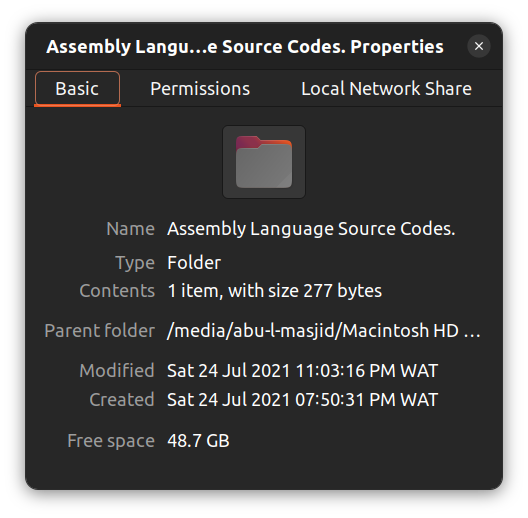 Assembly Langu...e Source Codes. Properties
Basic Permissions Local Network Share
Name Assembly Language Source Codes.
Type Folder
Contents 1 item, with size 277 bytes
Parent folder /media/abu-l-masjid/Macintosh HD ...
Modified Sat 24 Jul 2021 11:03:16 PM WAT
Created Sat 24 Jul 2021 07:50:31 PM WAT
Free space 48.7 GB